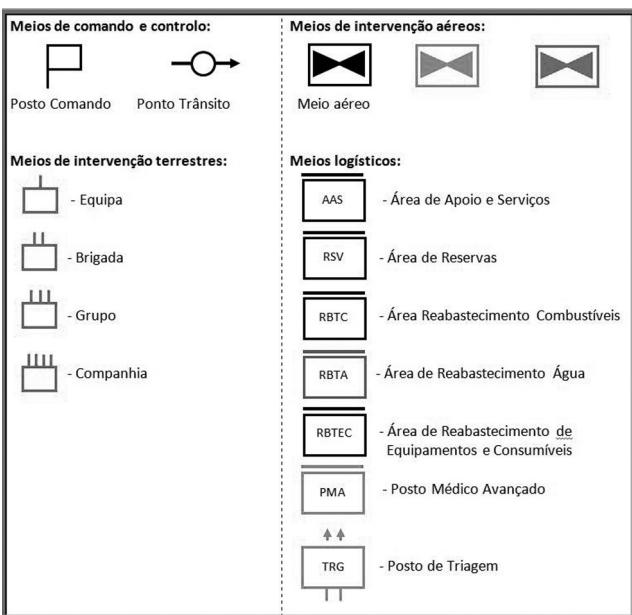 Meios de comando e controlo:
Posto Comando
Ponto Trânsito
Meios de intervenção aéreos:
Meio aéreo
Meios de intervenção terrestres:
- Equipa
- Brigada
- Grupo
- Companhia
Meios logísticos:
AAS - Área de Apoio e Serviços
RSV - Área de Reservas
RBTC - Área Reabastecimento Combustíveis
RBTA - Área de Reabastecimento Água
RBTEC - Área de Reabastecimento de
Equipamentos e Consumíveis
PMA - Posto Médico Avançado
TRG - Posto de Triagem